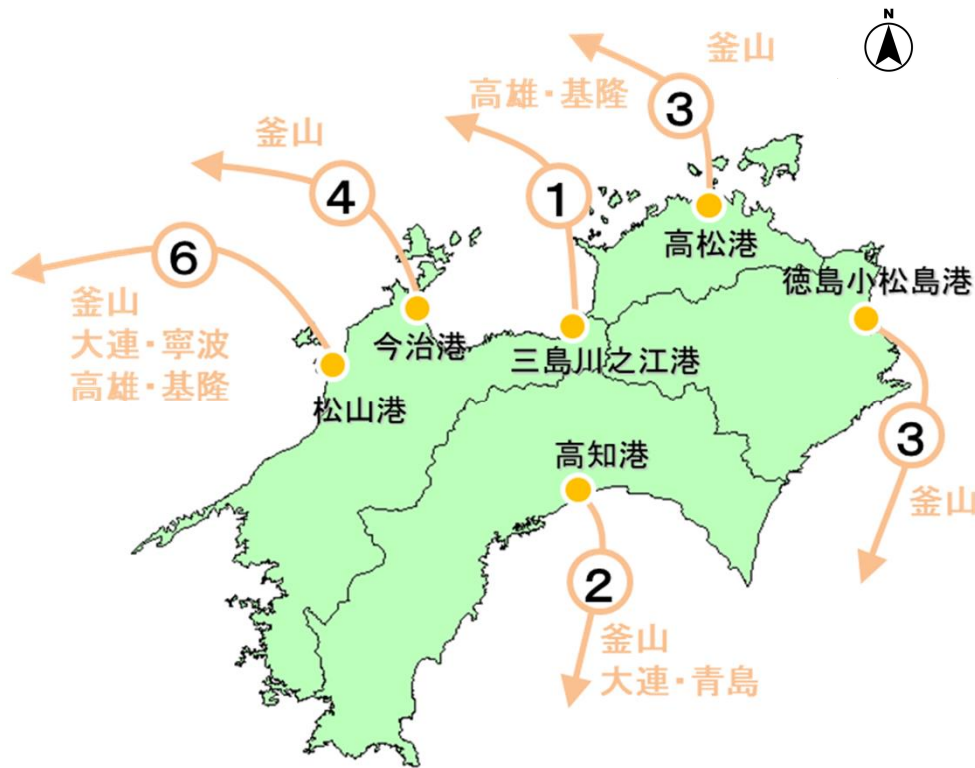 N
釜山
3
高雄・基隆
1
高松港
釜山
4
6
釜山
大連・寧波
高雄・基隆
今治港
松山港
三島川之江港
徳島小松島港
3
釜山
高知港
2
釜山
大連・青島